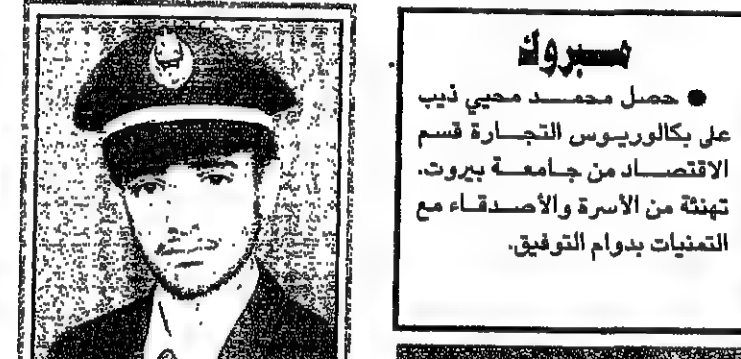 مبروك
● حصل محمد محيي ذيب
على بكالوريوس التجارة قسم
الاقتصاد من جامعة بيروت.
تهنئة من الأسرة والأصدقاء مع
التمنيات بدوام التوفيق.